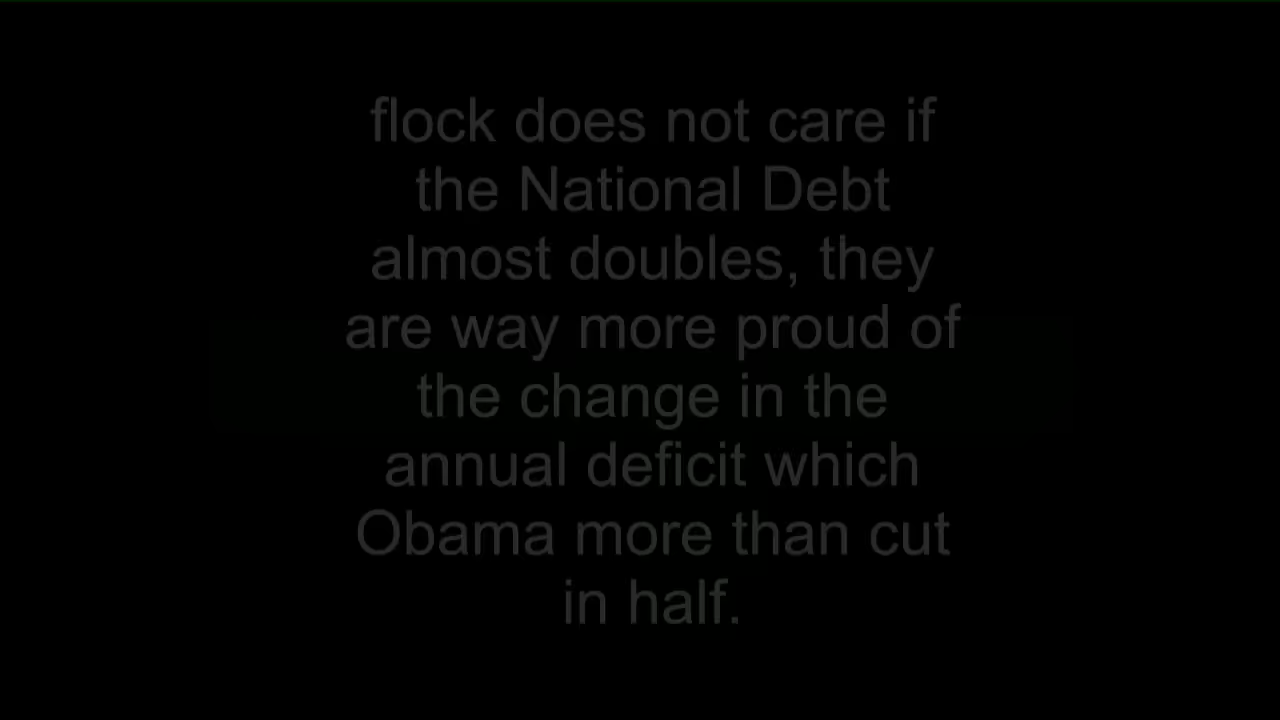 flock does not care if
the National Debt
almost doubles, they
are way more proud of
the change in the
annual deficit which
Obama more than cut
in half.